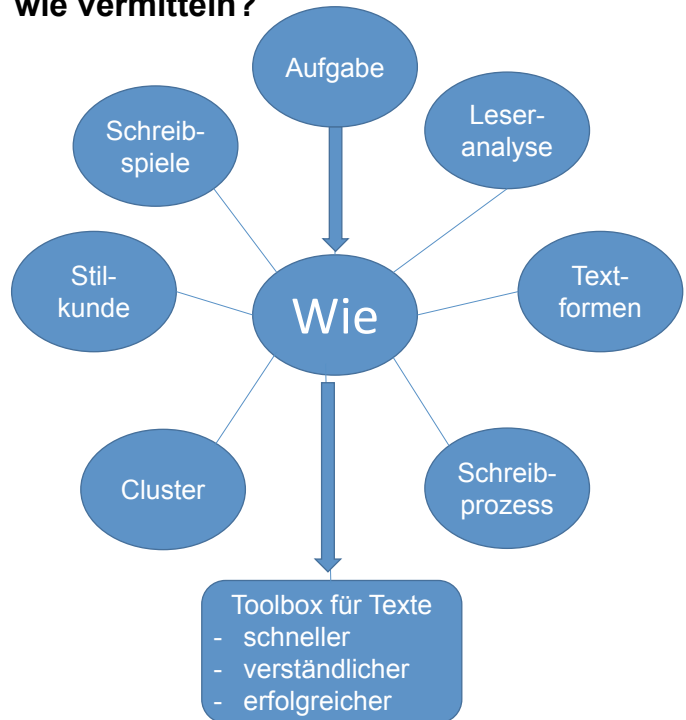 wie vermitteln?
Aufgabe
Schreib-
spiele
Leser-
analyse
Stil-
kunde
Wie
Text-
formen
Cluster
Schreib-
prozess
Toolbox für Texte
- schneller
- verständlicher
- erfolgreicher